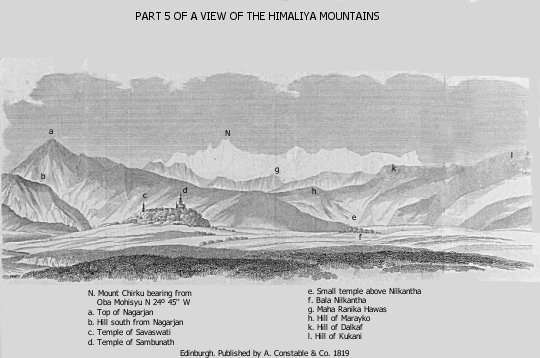 PART 5 OF A VIEW OF THE HIMALIYA MOUNTAINS
a
N
b
c
d
g
h
k
l
e
f
N. Mount Chirku bearing from
Oba Mohisyu N 24º 45" W
a. Top of Nagarjan
b. Hill south from Nagarjan
c. Temple of Savaswati
d. Temple of Sambunath
e. Small temple above Nilkantha
f. Bala Nilkantha
g. Maha Ranika Hawas
h. Hill of Marayko
k. Hill of Dalkaf
l. Hill of Kukani
Edinburgh. Published by A. Constable & Co. 1819